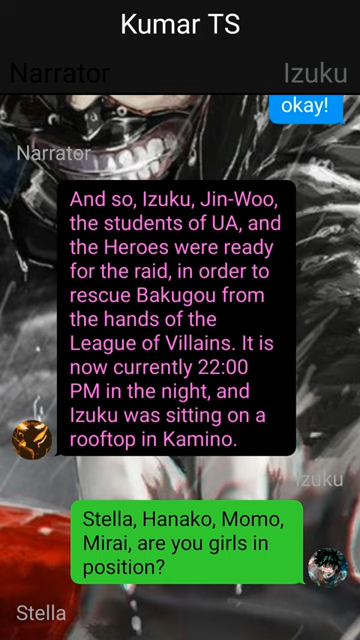 Kumar TS
Narrator
Izuku
okay!
Narrator
And so, Izuku, Jin-Woo,
the students of UA, and
the Heroes were ready
for the raid, in order to
rescue Bakugou from
the hands of the
League of Villains. It is
now currently 22:00
PM in the night, and
Izuku was sitting on a
rooftop in Kamino.
Izuku
Stella, Hanako, Momo,
Mirai, are you girls in
position?
Stella